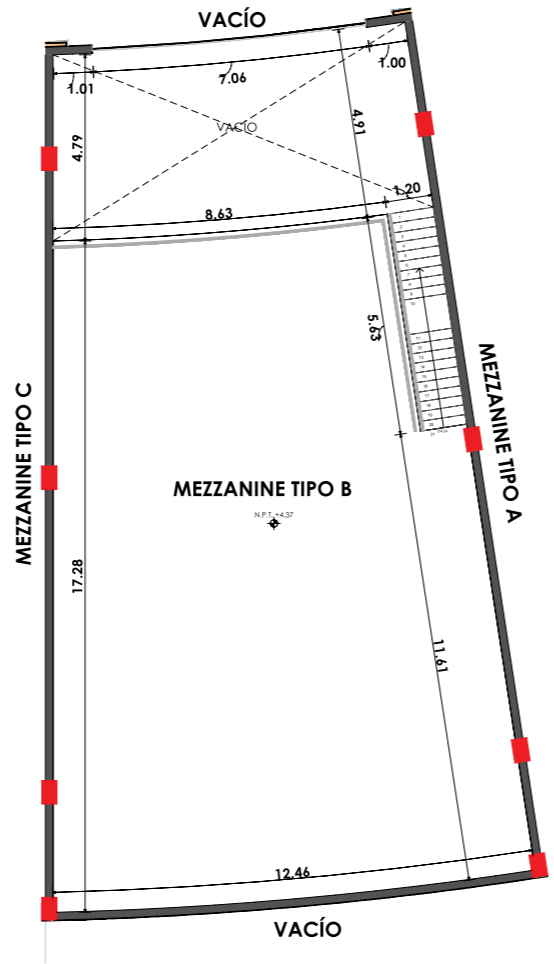 VACÍO
1.00
7.06
1.01
4.91
4.79
VACÍO
1.20
8.63
5.63
MEZZANINE TIPO C
MEZZANINE TIPO A
MEZZANINE TIPO B
N.P.T. +4.37
17.28
11.61
12.46
VACÍO